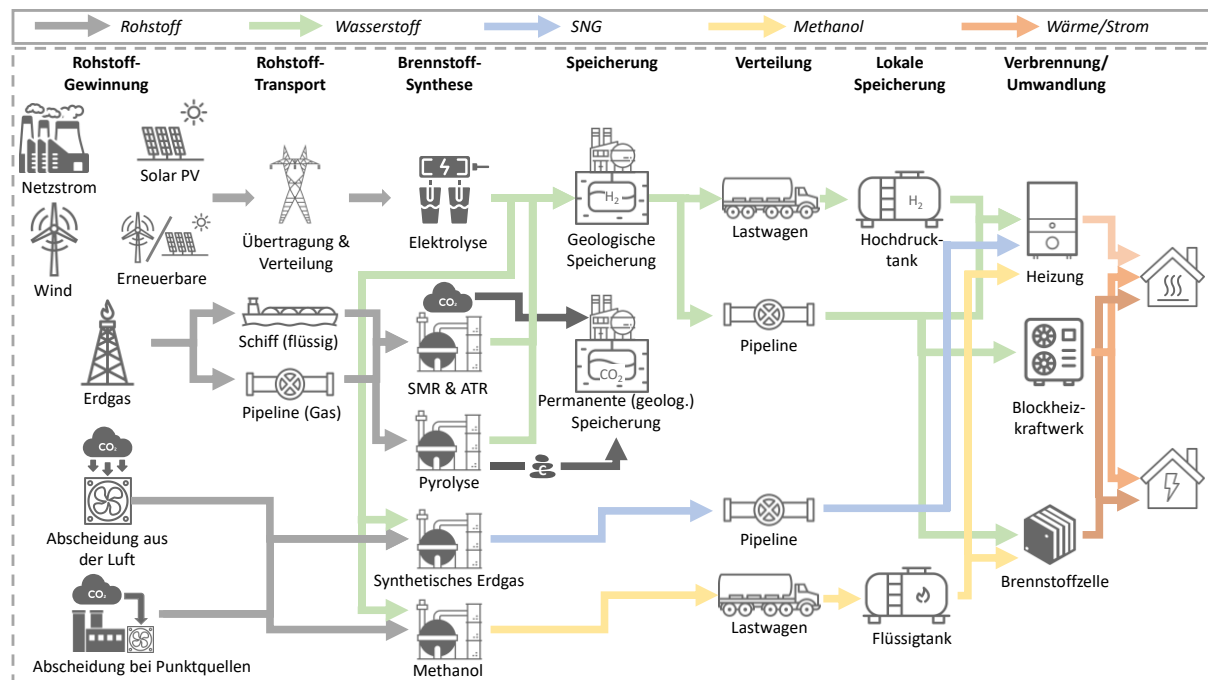 Rohstoff
Wasserstoff
SNG
Methanol
Wärme/Strom
Rohstoff-
Gewinnung
Rohstoff-
Transport
Brennstoff-
Synthese
Speicherung
Verteilung
Lokale
Speicherung
Verbrennung/
Umwandlung
Netzstrom
Solar PV
Wind
Erneuerbare
Übertragung &
Verteilung
Elektrolyse
H₂
Geologische
Speicherung
Lastwagen
H₂
Hochdruck-
tank
Heizung
Erdgas
Schiff (flüssig)
Pipeline (Gas)
CO₂
SMR & ATR
CO₂
Permanente (geolog.)
Speicherung
Pipeline
Blockheiz-
kraftwerk
Pyrolyse
C
CO₂
Abscheidung aus
der Luft
Synthetisches Erdgas
Pipeline
Brennstoffzelle
CO₂
Abscheidung bei Punktquellen
Methanol
Lastwagen
Flüssigtank